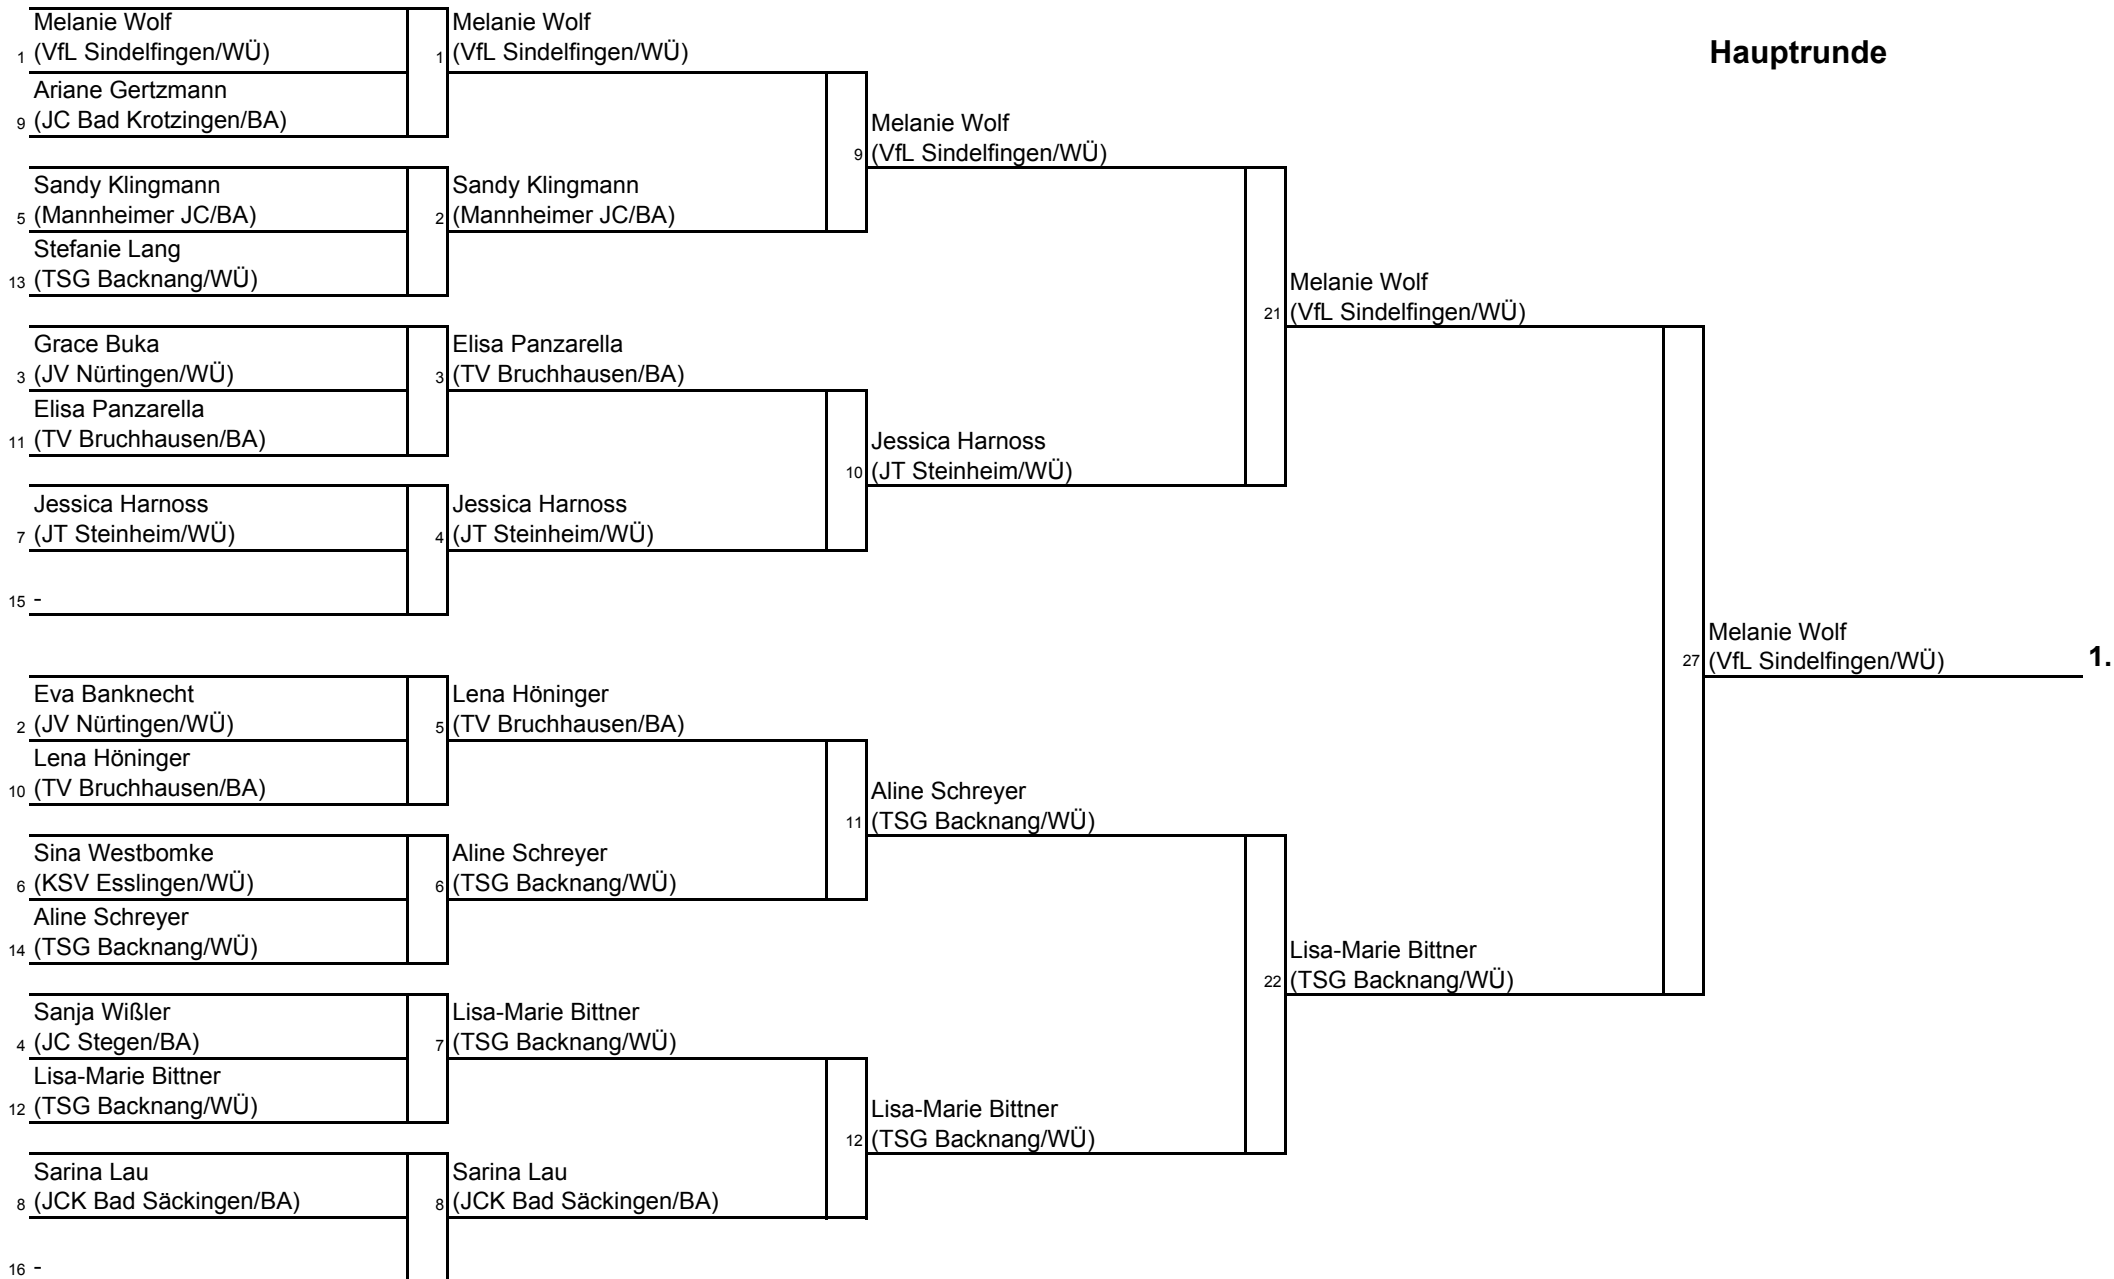 Hauptrunde
Melanie Wolf
1 (VfL Sindelfingen/WÜ)
Ariane Gertzmann
9 (JC Bad Krotzingen/BA)
Sandy Klingmann
5 (Mannheimer JC/BA)
Stefanie Lang
13 (TSG Backnang/WÜ)
Grace Buka
3 (JV Nürtingen/WÜ)
Elisa Panzarella
11 (TV Bruchhausen/BA)
Jessica Harnoss
7 (JT Steinheim/WÜ)
15 -
Eva Banknecht
2 (JV Nürtingen/WÜ)
Lena Höninger
10 (TV Bruchhausen/BA)
Sina Westbomke
6 (KSV Esslingen/WÜ)
Aline Schreyer
14 (TSG Backnang/WÜ)
Sanja Wißler
4 (JC Stegen/BA)
Lisa-Marie Bittner
12 (TSG Backnang/WÜ)
Sarina Lau
8 (JCK Bad Säckingen/BA)
16 -
Melanie Wolf
1 (VfL Sindelfingen/WÜ)
Sandy Klingmann
2 (Mannheimer JC/BA)
Elisa Panzarella
3 (TV Bruchhausen/BA)
Jessica Harnoss
4 (JT Steinheim/WÜ)
Lena Höninger
5 (TV Bruchhausen/BA)
Aline Schreyer
6 (TSG Backnang/WÜ)
Lisa-Marie Bittner
7 (TSG Backnang/WÜ)
Sarina Lau
8 (JCK Bad Säckingen/BA)
Melanie Wolf
9 (VfL Sindelfingen/WÜ)
Jessica Harnoss
10 (JT Steinheim/WÜ)
Aline Schreyer
11 (TSG Backnang/WÜ)
Lisa-Marie Bittner
12 (TSG Backnang/WÜ)
Melanie Wolf
21 (VfL Sindelfingen/WÜ)
Lisa-Marie Bittner
22 (TSG Backnang/WÜ)
Melanie Wolf
27 (VfL Sindelfingen/WÜ) 1.